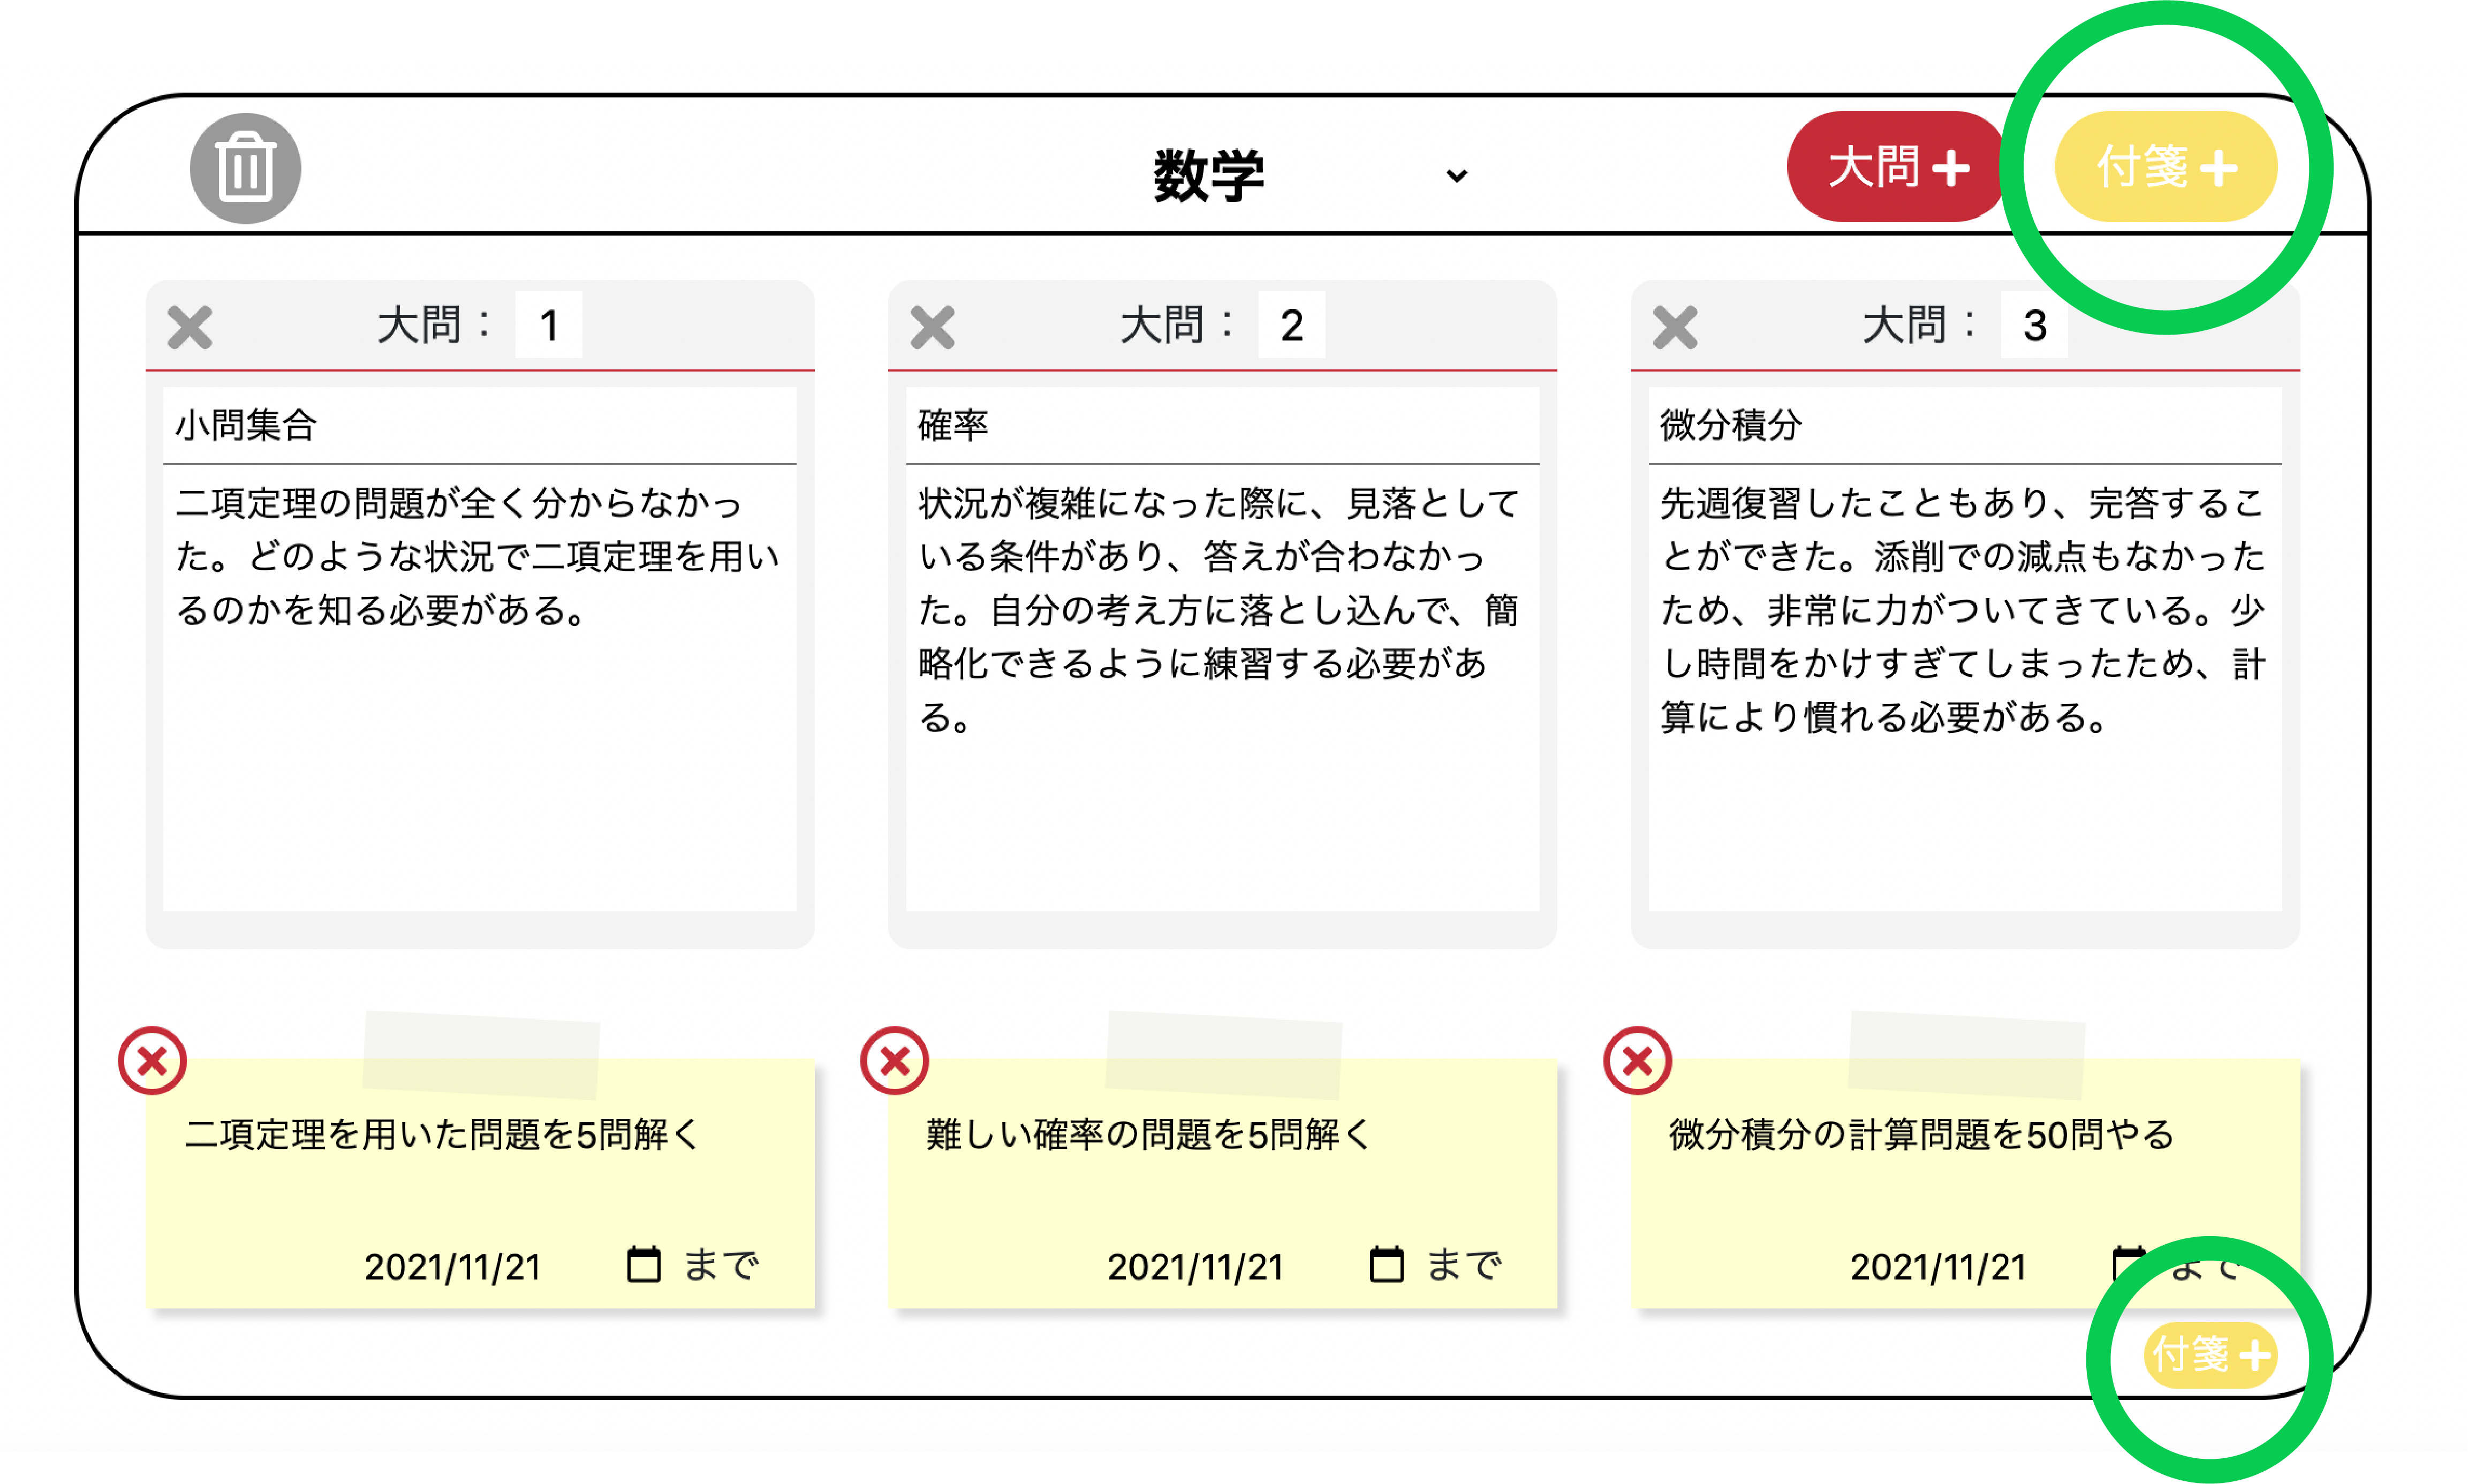 数学
大問
付箋
大問： 1
小問集合
二項定理の問題が全く分からなかっ
た。どのような状況で二項定理を用い
るのかを知る必要がある。
大問： 2
確率
状況が複雑になった際に、見落として
いる条件があり、答えが合わなかっ
た。自分の考え方に落とし込んで、簡
略化できるように練習する必要があ
る。
大問： 3
微分積分
先週復習したこともあり、完答するこ
とができた。添削での減点もなかった
ため、非常に力がついてきている。少
し時間をかけすぎてしまったため、計
算により慣れる必要がある。
二項定理を用いた問題を5問解く
2021/11/21 まで
難しい確率の問題を5問解く
2021/11/21 まで
微分積分の計算問題を50問やる
2021/11/21 まで
付箋